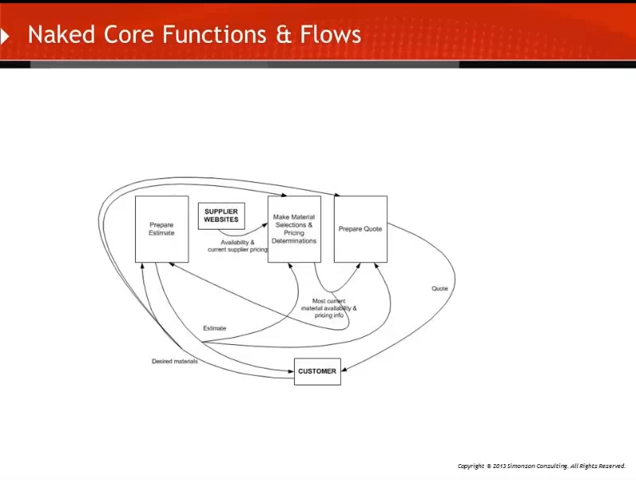 Naked Core Functions & Flows
Prepare
Estimate
SUPPLIER
WEBSITES
Make Material
Selections &
Pricing
Determinations
Prepare Quote
Availability &
current supplier pricing
Quote
Most current
material availability &
pricing info
Estimate
Desired materials
CUSTOMER
Copyright © 2013 Simonson Consulting. All Rights Reserved.